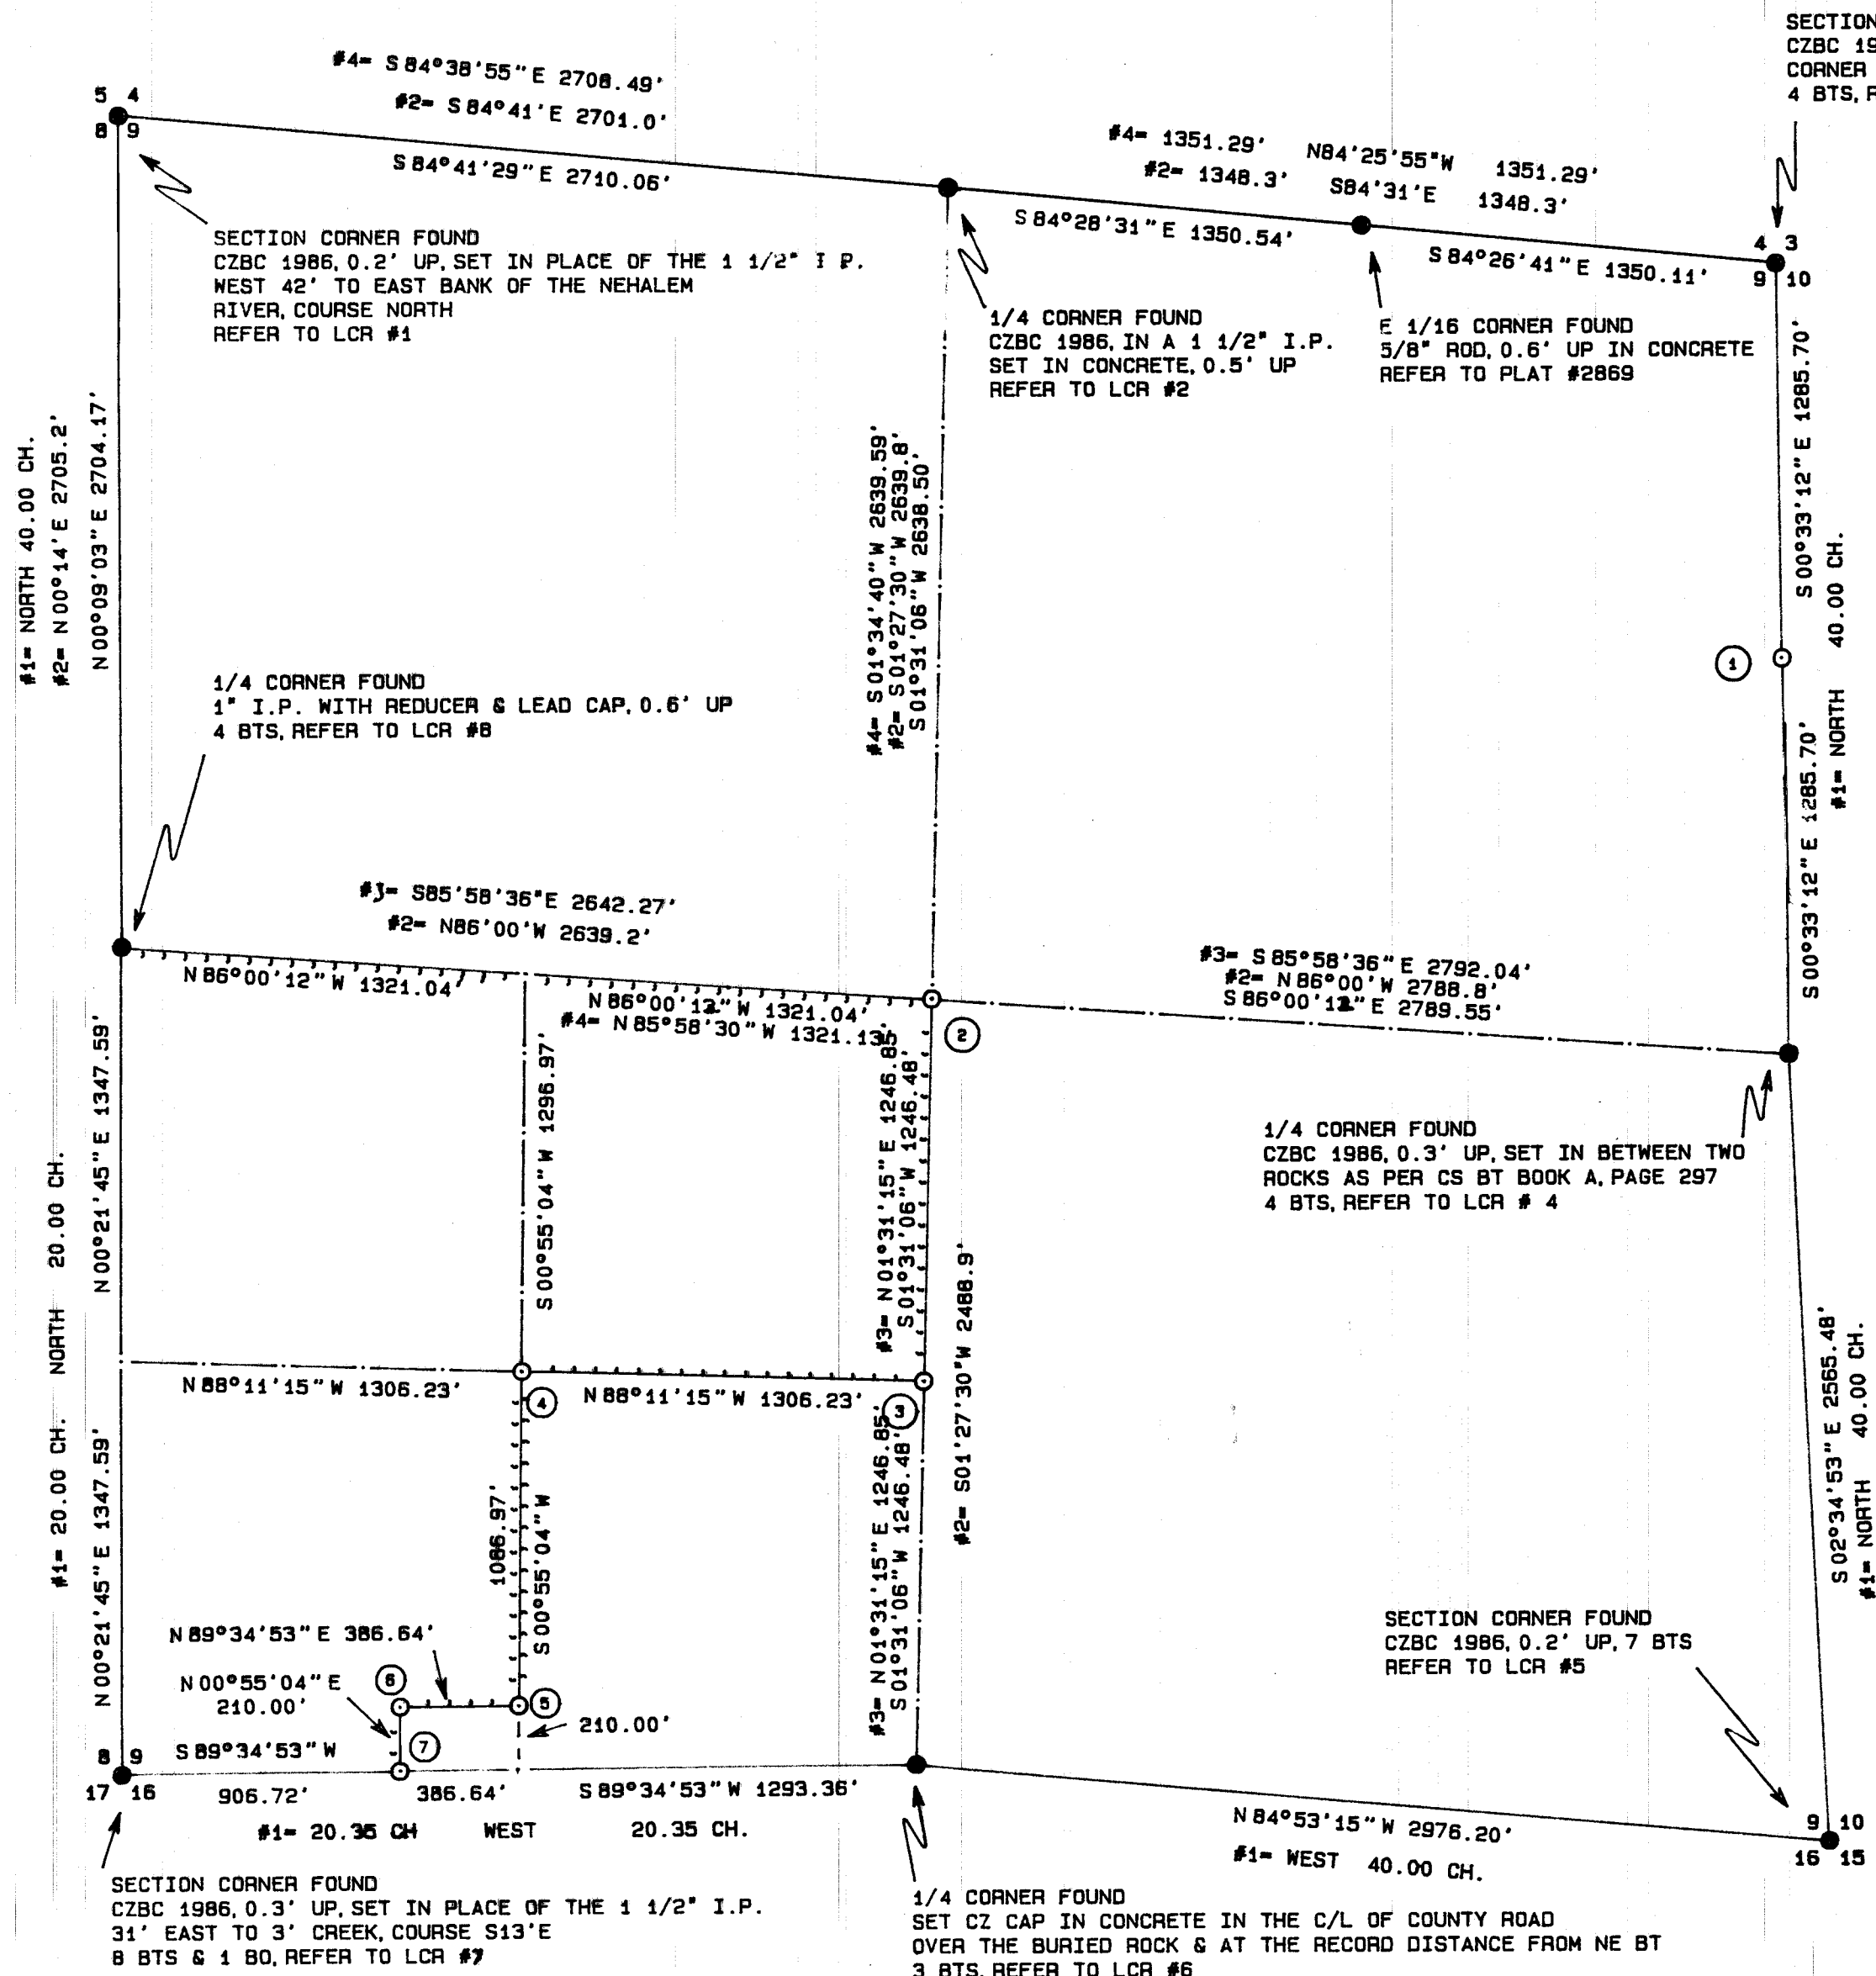 SECTION
CZBC 19
CORNER
4 BTS, R
#4= S 84°38'55" E 2708.49'
#2= S 84°41' E 2701.0'
S 84°41'29" E 2710.06'
5 4
8 9
#4= 1351.29' N84'25'55"W 1351.29'
#2= 1348.3' S84'31'E 1348.3'
S 84°28'31" E 1350.54'
S 84°26'41" E 1350.11'
4 3
9 10
SECTION CORNER FOUND
CZBC 1986, 0.2' UP, SET IN PLACE OF THE 1 1/2" I P.
WEST 42' TO EAST BANK OF THE NEHALEM
RIVER, COURSE NORTH
REFER TO LCR #1
1/4 CORNER FOUND
CZBC 1986, IN A 1 1/2" I.P.
SET IN CONCRETE, 0.5' UP
REFER TO LCR #2
E 1/16 CORNER FOUND
5/8" ROD, 0.6' UP IN CONCRETE
REFER TO PLAT #2869
#1= NORTH 40.00 CH.
#2= N 00°14' E 2705.2'
N 00°09'03" E 2704.17'
#4= S 01°34'40" W 2639.59'
#2= S 01°27'30" W 2639.8'
S 01°31'06" W 2638.50'
S 00°33'12" E 1285.70'
1
#1= NORTH 40.00 CH.
S 00°33'12" E 1285.70'
1/4 CORNER FOUND
1" I.P. WITH REDUCER & LEAD CAP, 0.6' UP
4 BTS, REFER TO LCR #8
#3= S85'58'36"E 2642.27'
#2= N86'00'W 2639.2'
N 86°00'12" W 1321.04'
N 86°00'12" W 1321.04'
#4= N 85°58'30" W 1321.13'
2
#3= S 85°58'36" E 2792.04'
#2= N 86°00' W 2788.8'
S 86°00'12" E 2789.55'
1/4 CORNER FOUND
CZBC 1986, 0.3' UP, SET IN BETWEEN TWO
ROCKS AS PER CS BT BOOK A, PAGE 297
4 BTS, REFER TO LCR # 4
N 00°21'45" E 1347.59'
S 00°55'04" W 1296.97'
#3= N 01°31'15" E 1246.85'
S 01°31'06" W 1246.48'
#2= S01'27'30"W 2488.9'
#1= 20.00 CH. NORTH 20.00 CH.
N 88°11'15" W 1306.23'
4
N 88°11'15" W 1306.23'
3
S 02°34'53" E 2565.48'
#1= NORTH 40.00 CH.
N 00°21'45" E 1347.59'
1086.97'
S 00°55'04" W
#3= N 01°31'15" E 1246.85'
S 01°31'06" W 1246.48'
SECTION CORNER FOUND
CZBC 1986, 0.2' UP, 7 BTS
REFER TO LCR #5
N 89°34'53" E 386.64'
N 00°55'04" E
210.00'
6
5
210.00'
7
S 89°34'53" W
8 9
17 16
906.72' 386.64' S 89°34'53" W 1293.36'
#1= 20.35 CH WEST 20.35 CH.
N 84°53'15" W 2976.20'
#1= WEST 40.00 CH.
9 10
16 15
SECTION CORNER FOUND
CZBC 1986, 0.3' UP, SET IN PLACE OF THE 1 1/2" I.P.
31' EAST TO 3' CREEK, COURSE S13'E
8 BTS & 1 BO, REFER TO LCR #7
1/4 CORNER FOUND
SET CZ CAP IN CONCRETE IN THE C/L OF COUNTY ROAD
OVER THE BURIED ROCK & AT THE RECORD DISTANCE FROM NE BT
3 BTS, REFER TO LCR #6